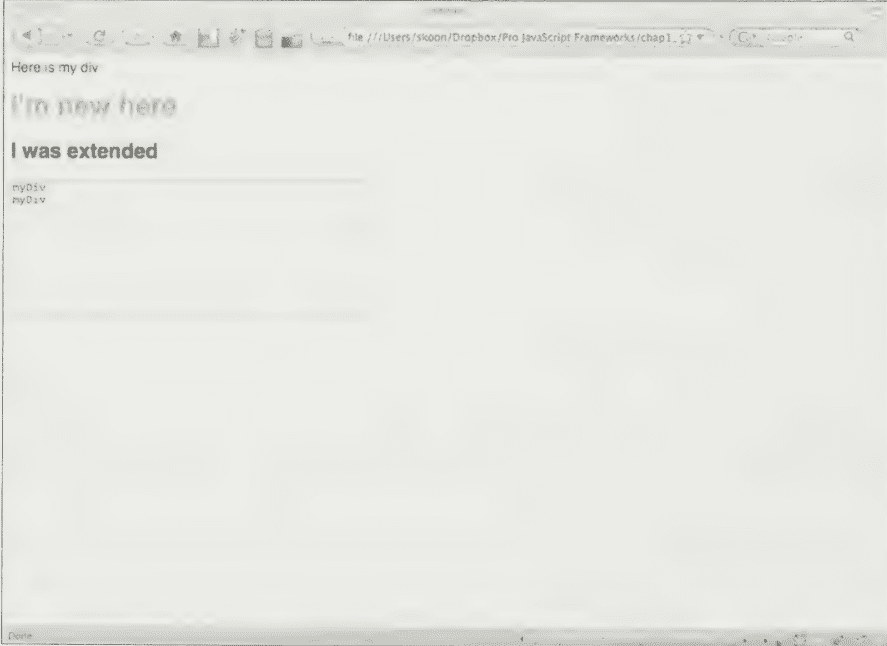 file:///Users/skoon/Dropbox/Pro JavaScript Frameworks/chap1.
Here is my div
I'm new here
I was extended
myDiv
myDiv
Done